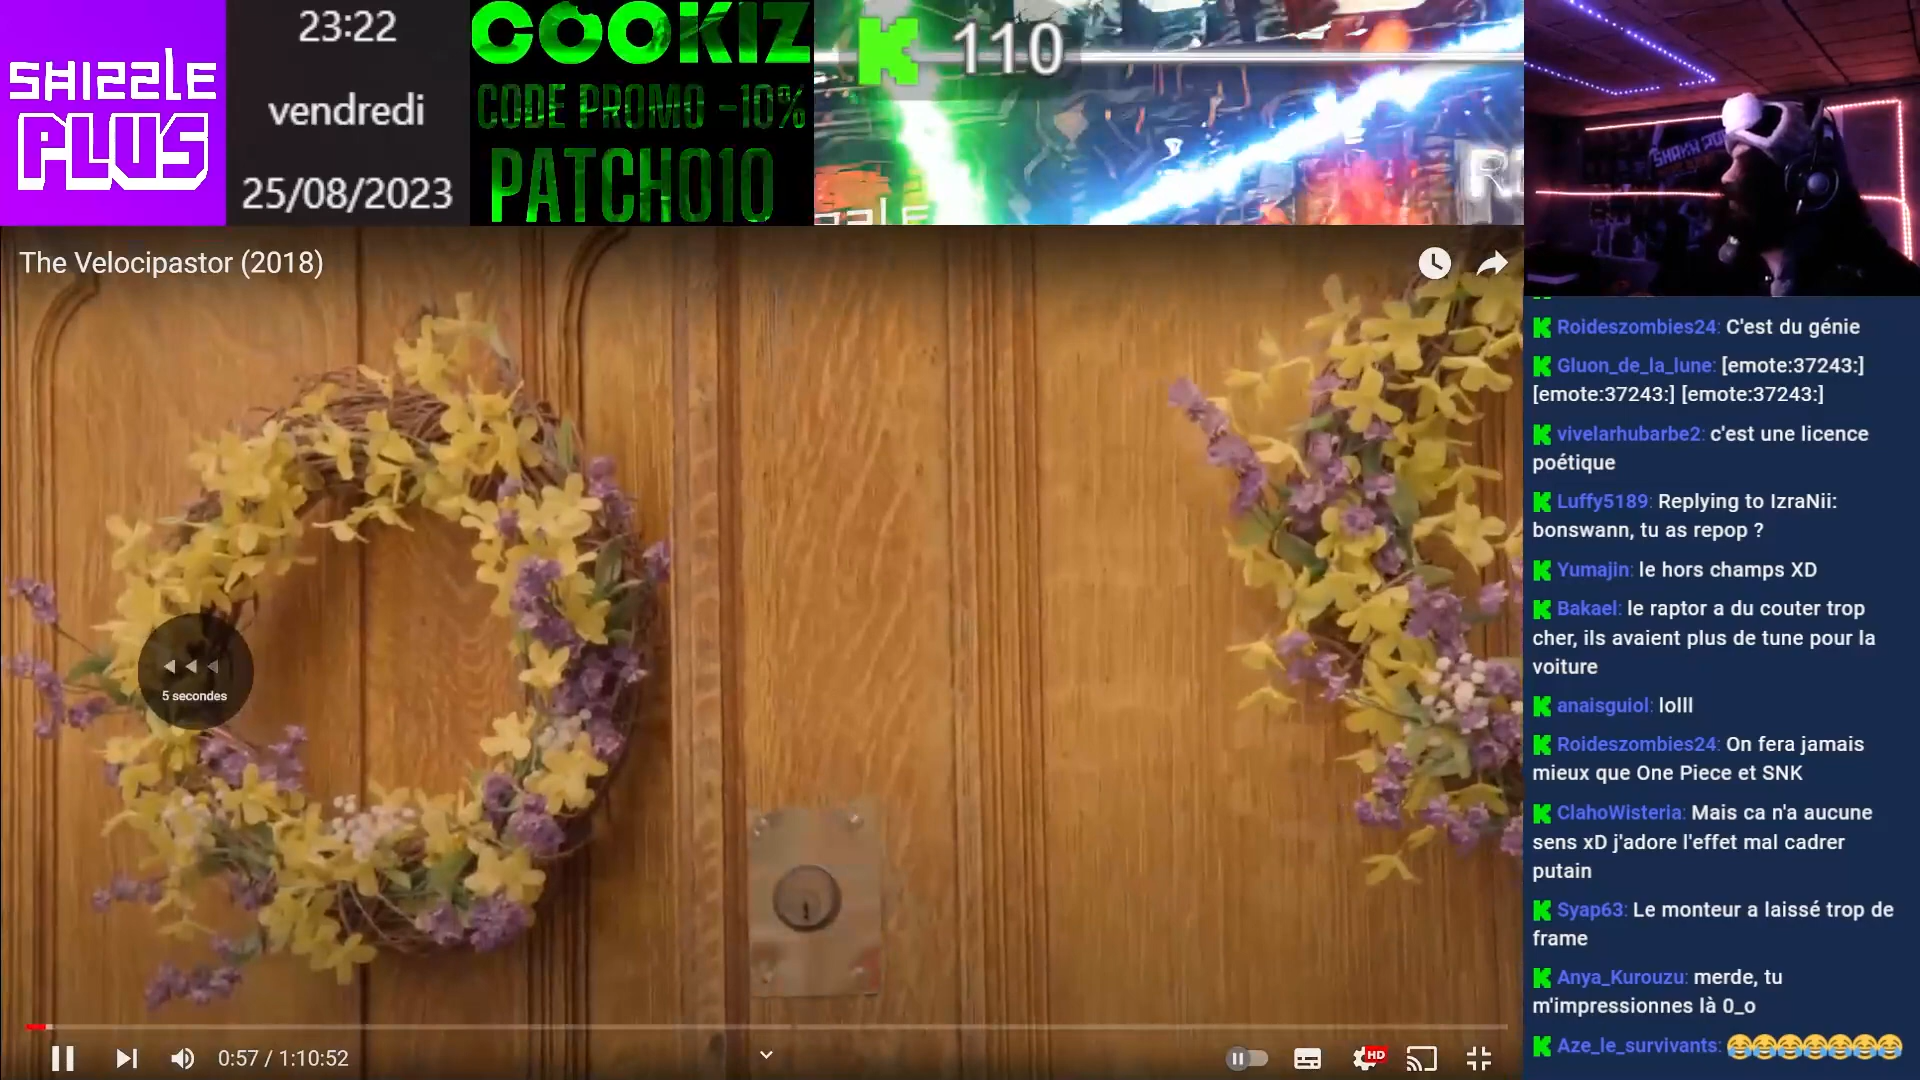 SHIZZLE
PLUS
23:22
vendredi
25/08/2023
COOKIZ
CODE PROMO -10%
PATCHO10
K 110
The Velocipastor (2018)
5 secondes
0:57 / 1:10:52
HD
Roideszombies24: C'est du génie
Gluon_de_la_lune: [emote:37243:]
[emote:37243:] [emote:37243:]
vivelarhubarbe2: c'est une licence
poétique
Luffy5189: Replying to IzraNii:
bonswann, tu as repop ?
Yumajin: le hors champs XD
Bakael: le raptor a du couter trop
cher, ils avaient plus de tune pour la
voiture
anaisguiol: lolll
Roideszombies24: On fera jamais
mieux que One Piece et SNK
ClahoWisteria: Mais ca n'a aucune
sens xD j'adore l'effet mal cadrer
putain
Syap63: Le monteur a laissé trop de
frame
Anya_Kurouzu: merde, tu
m'impressionnes là 0_o
Aze_le_survivants: 😂😂😂😂😂😂😂